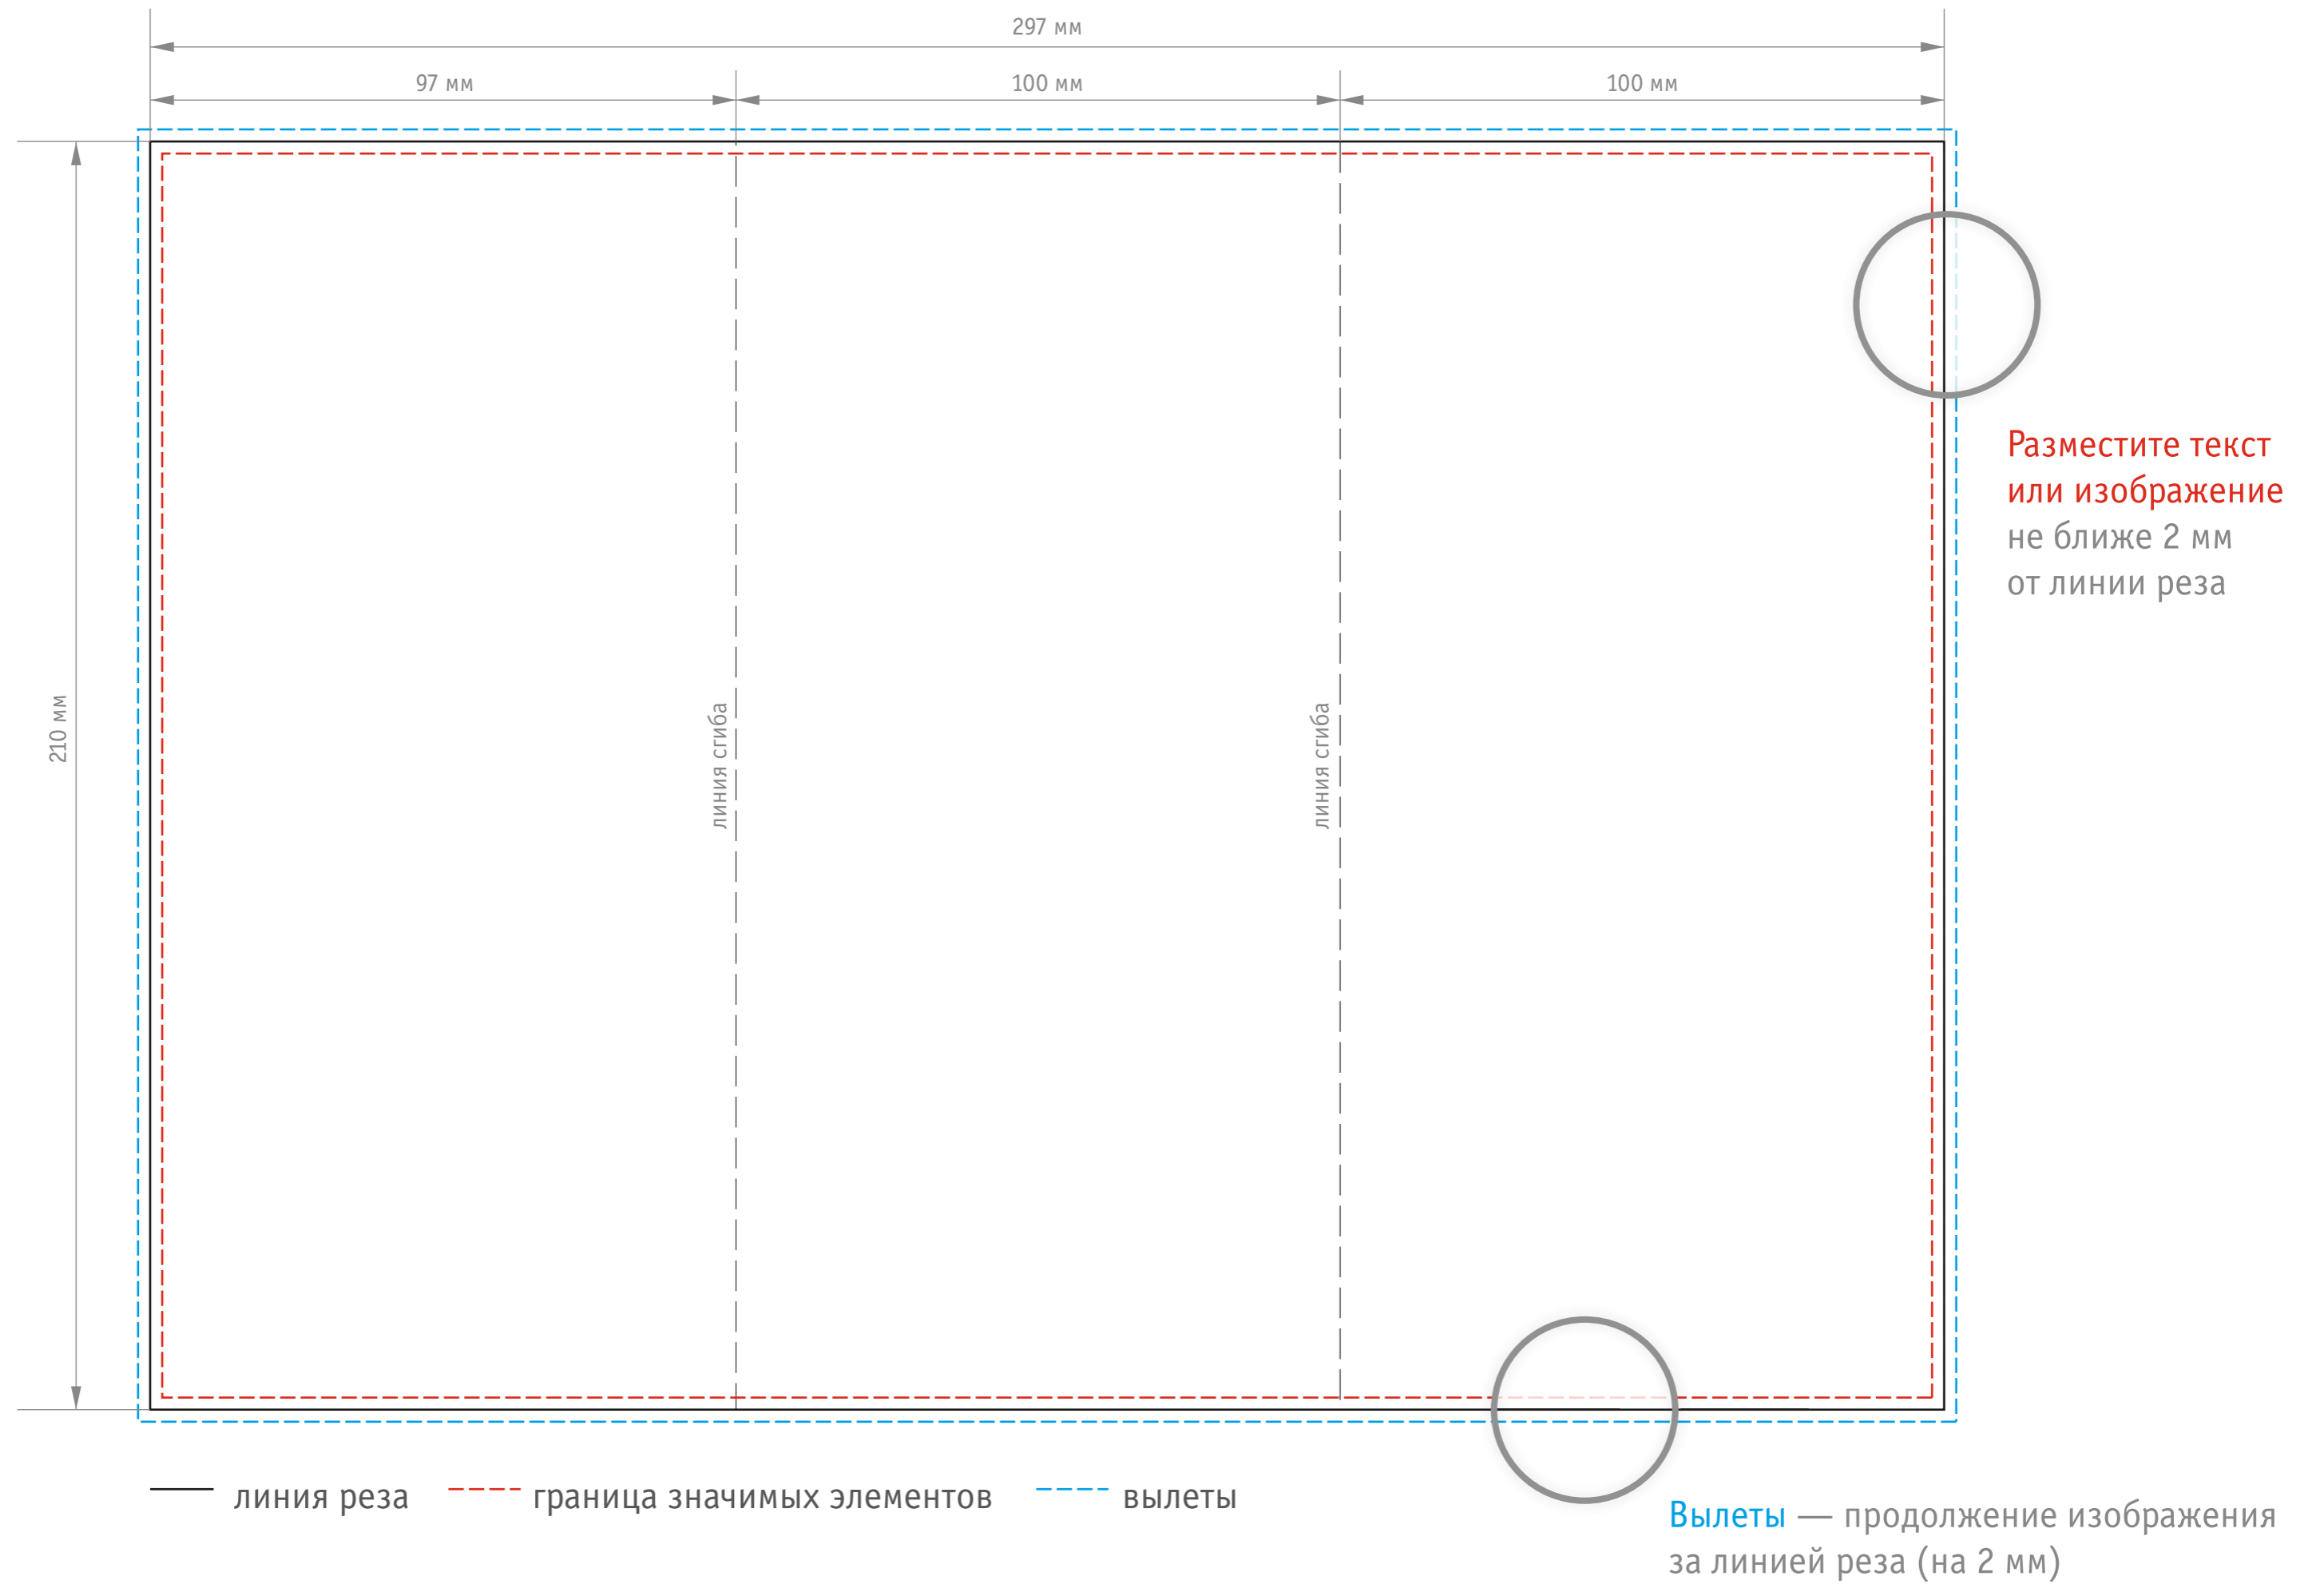 297 мм
97 мм
100 мм
100 мм
210 мм
линия сгиба
линия сгиба
Разместите текст
или изображение
не ближе 2 мм
от линии реза
линия реза
граница значимых элементов
вылеты
Вылеты — продолжение изображения
за линией реза (на 2 мм)